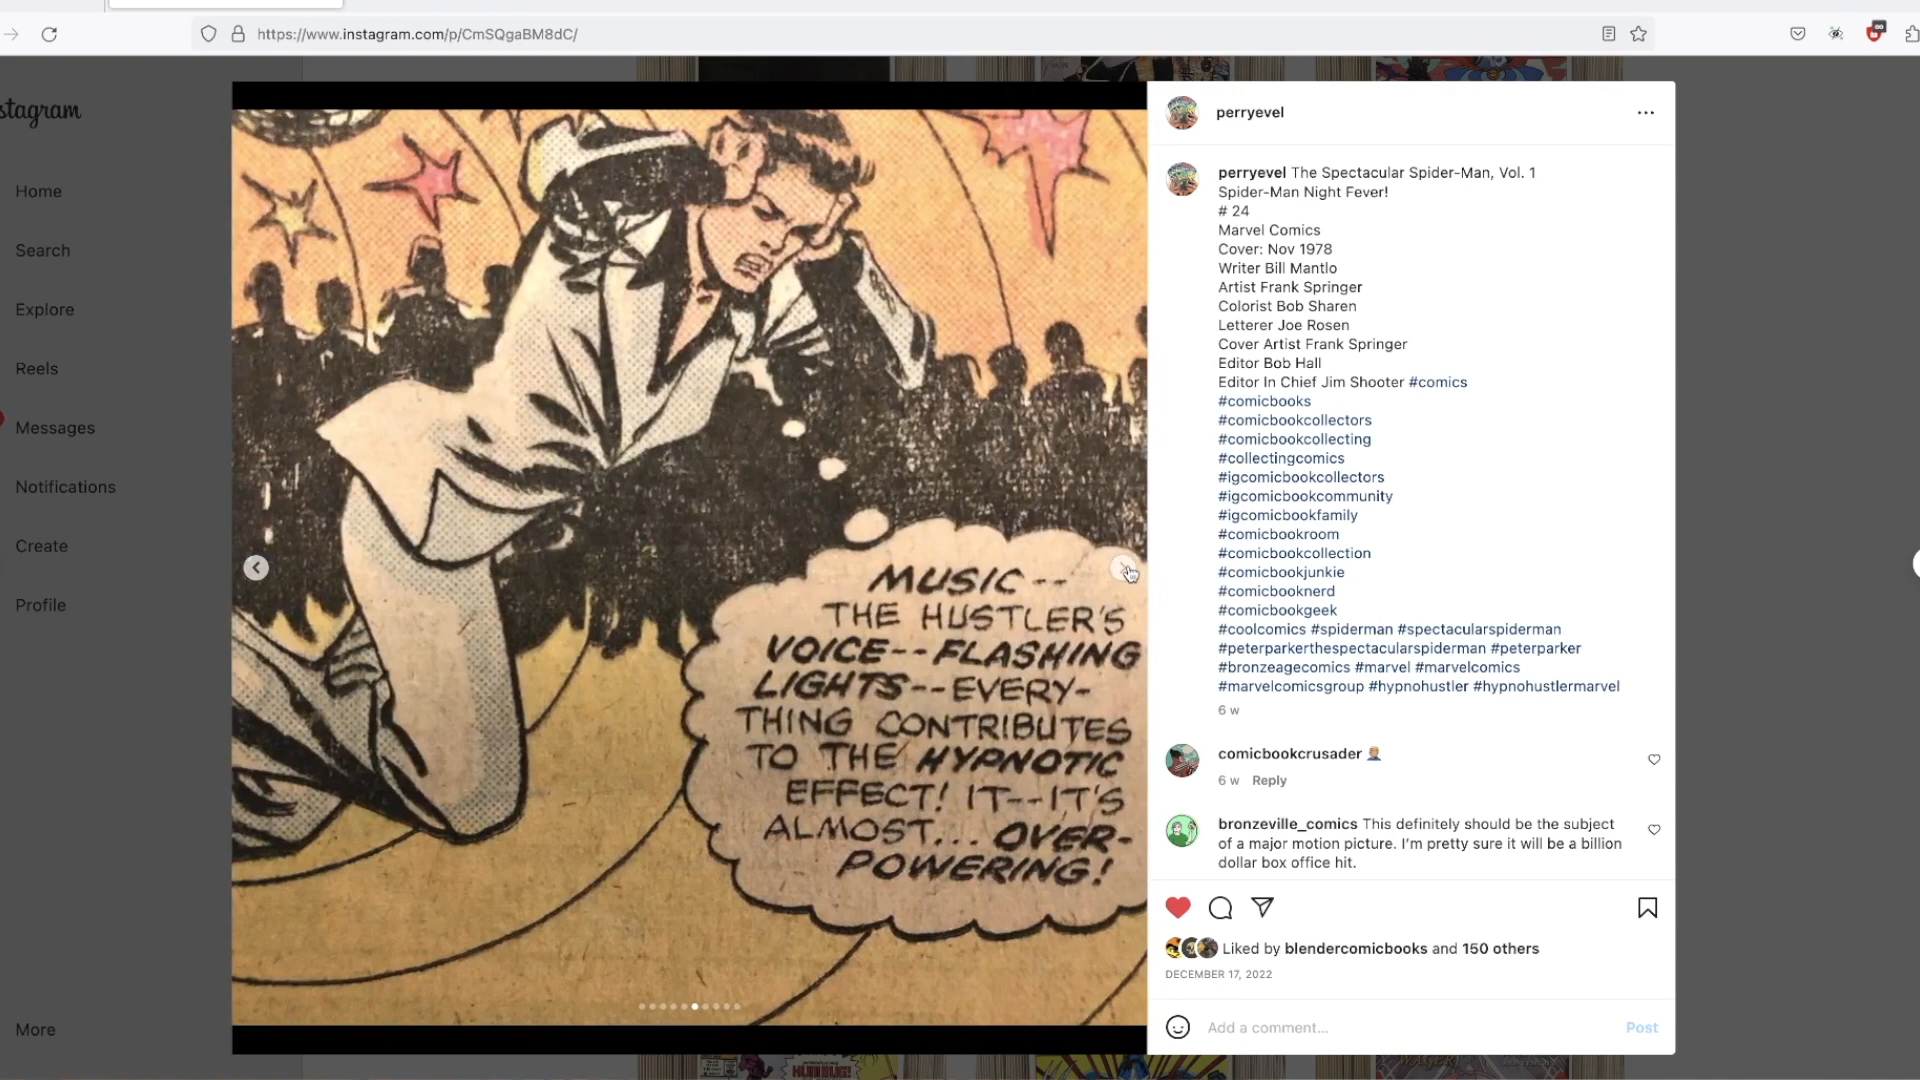 https://www.instagram.com/p/CmSQgaBM8dC/
stagram
Home
Search
Explore
Reels
Messages
Notifications
Create
Profile
More
MUSIC--
THE HUSTLER'S
VOICE--FLASHING
LIGHTS--EVERY-
THING CONTRIBUTES
TO THE HYPNOTIC
EFFECT! IT--IT'S
ALMOST... OVER-
POWERING!
perryevel
perryevel The Spectacular Spider-Man, Vol. 1
Spider-Man Night Fever!
# 24
Marvel Comics
Cover: Nov 1978
Writer Bill Mantlo
Artist Frank Springer
Colorist Bob Sharen
Letterer Joe Rosen
Cover Artist Frank Springer
Editor Bob Hall
Editor In Chief Jim Shooter #comics
#comicbooks
#comicbookcollectors
#comicbookcollecting
#collectingcomics
#igcomicbookcollectors
#igcomicbookcommunity
#igcomicbookfamily
#comicbookroom
#comicbookcollection
#comicbookjunkie
#comicbooknerd
#comicbookgeek
#coolcomics #spiderman #spectacularspiderman
#peterparkerthespectacularspiderman #peterparker
#bronzeagecomics #marvel #marvelcomics
#marvelcomicsgroup #hypnohustler #hypnohustlermarvel
6 w
comicbookcrusader
6 w Reply
bronzeville_comics This definitely should be the subject
of a major motion picture. I'm pretty sure it will be a billion
dollar box office hit.
Liked by blendercomicbooks and 150 others
DECEMBER 17, 2022
Add a comment...
Post
HUMBUG!